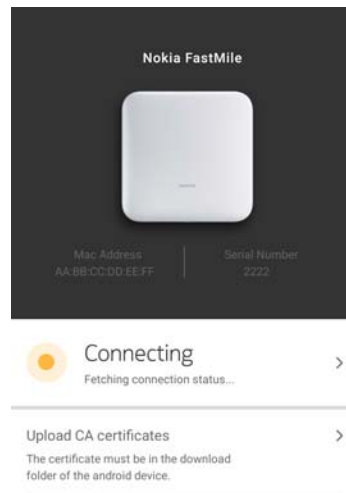 Nokia FastMile
Mac Address
Serial Number
AA:BB:CC:DD:EE:FF
2222
Connecting
Fetching connection status...
Upload CA certificates
The certificate must be in the download
folder of the android device.